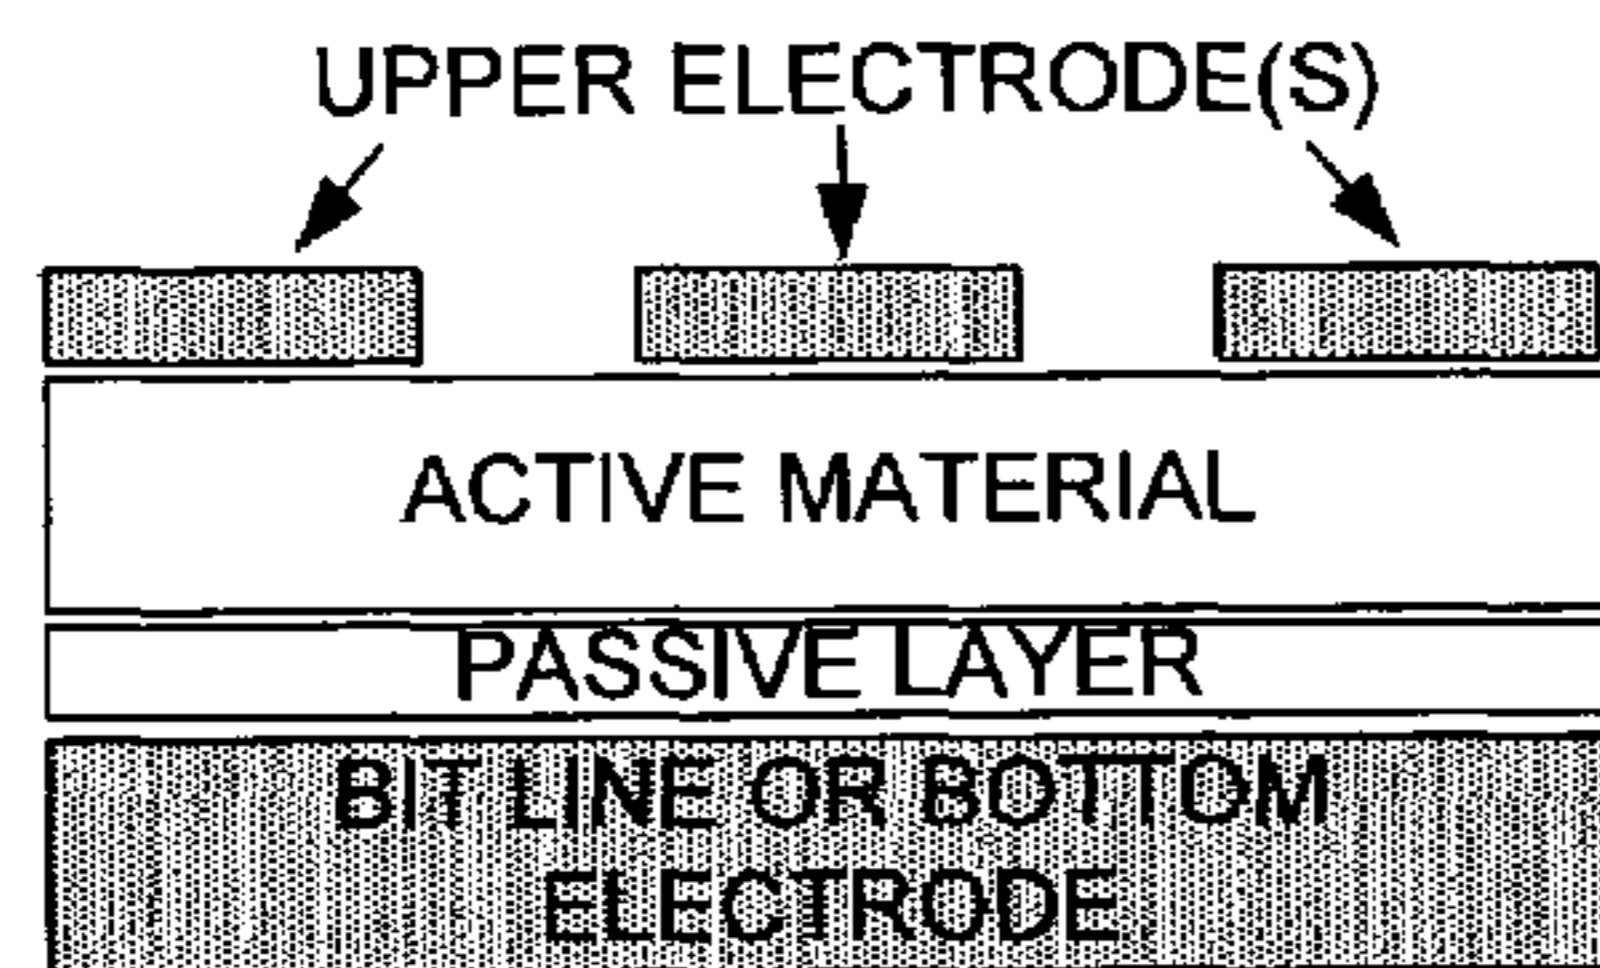 UPPER ELECTRODE(S)
ACTIVE MATERIAL
PASSIVE LAYER
BIT LINE OR BOTTOM
ELECTRODE